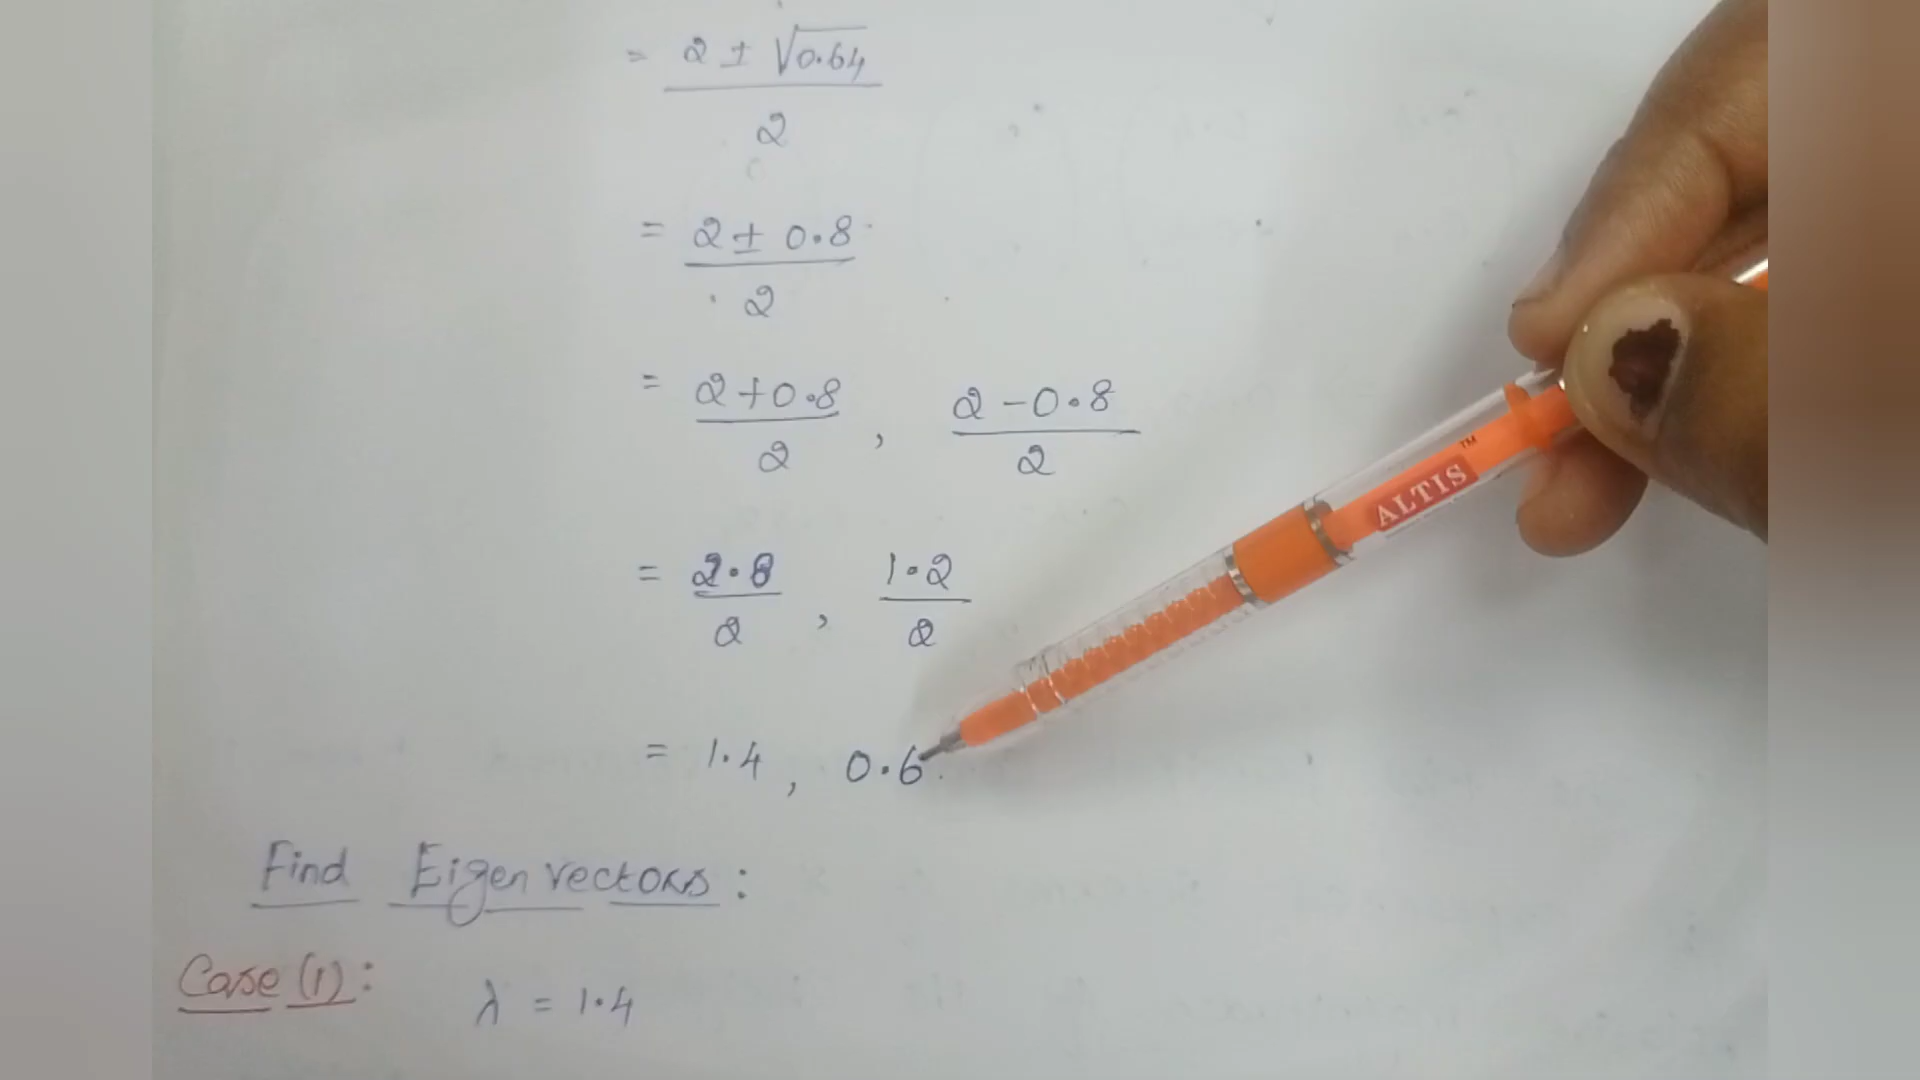 = 2 ± √0.64 / 2
= 2 ± 0.8 / 2
= 2+0.8 / 2 , 2-0.8 / 2
= 2.8 / 2 , 1.2 / 2
= 1.4 , 0.6
Find Eigen vectors:
Case (1): λ = 1.4
ALTIS™